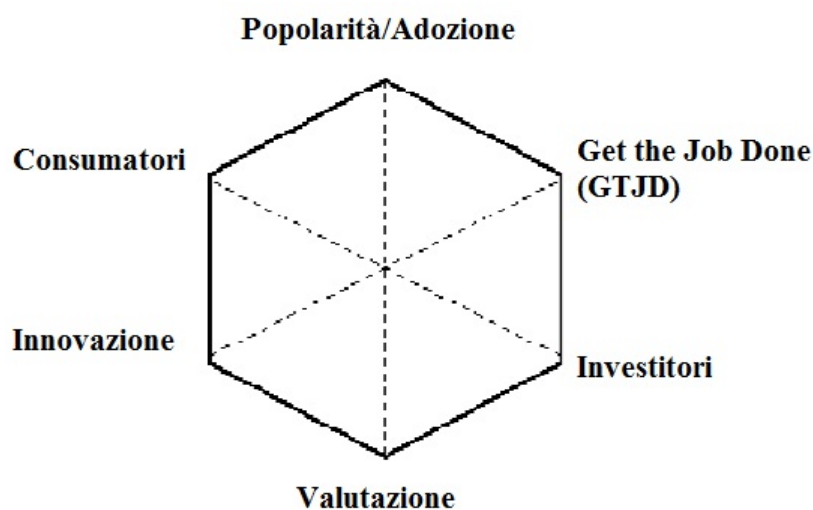 Popolarità/Adozione
Consumatori
Get the Job Done
(GTJD)
Innovazione
Investitori
Valutazione